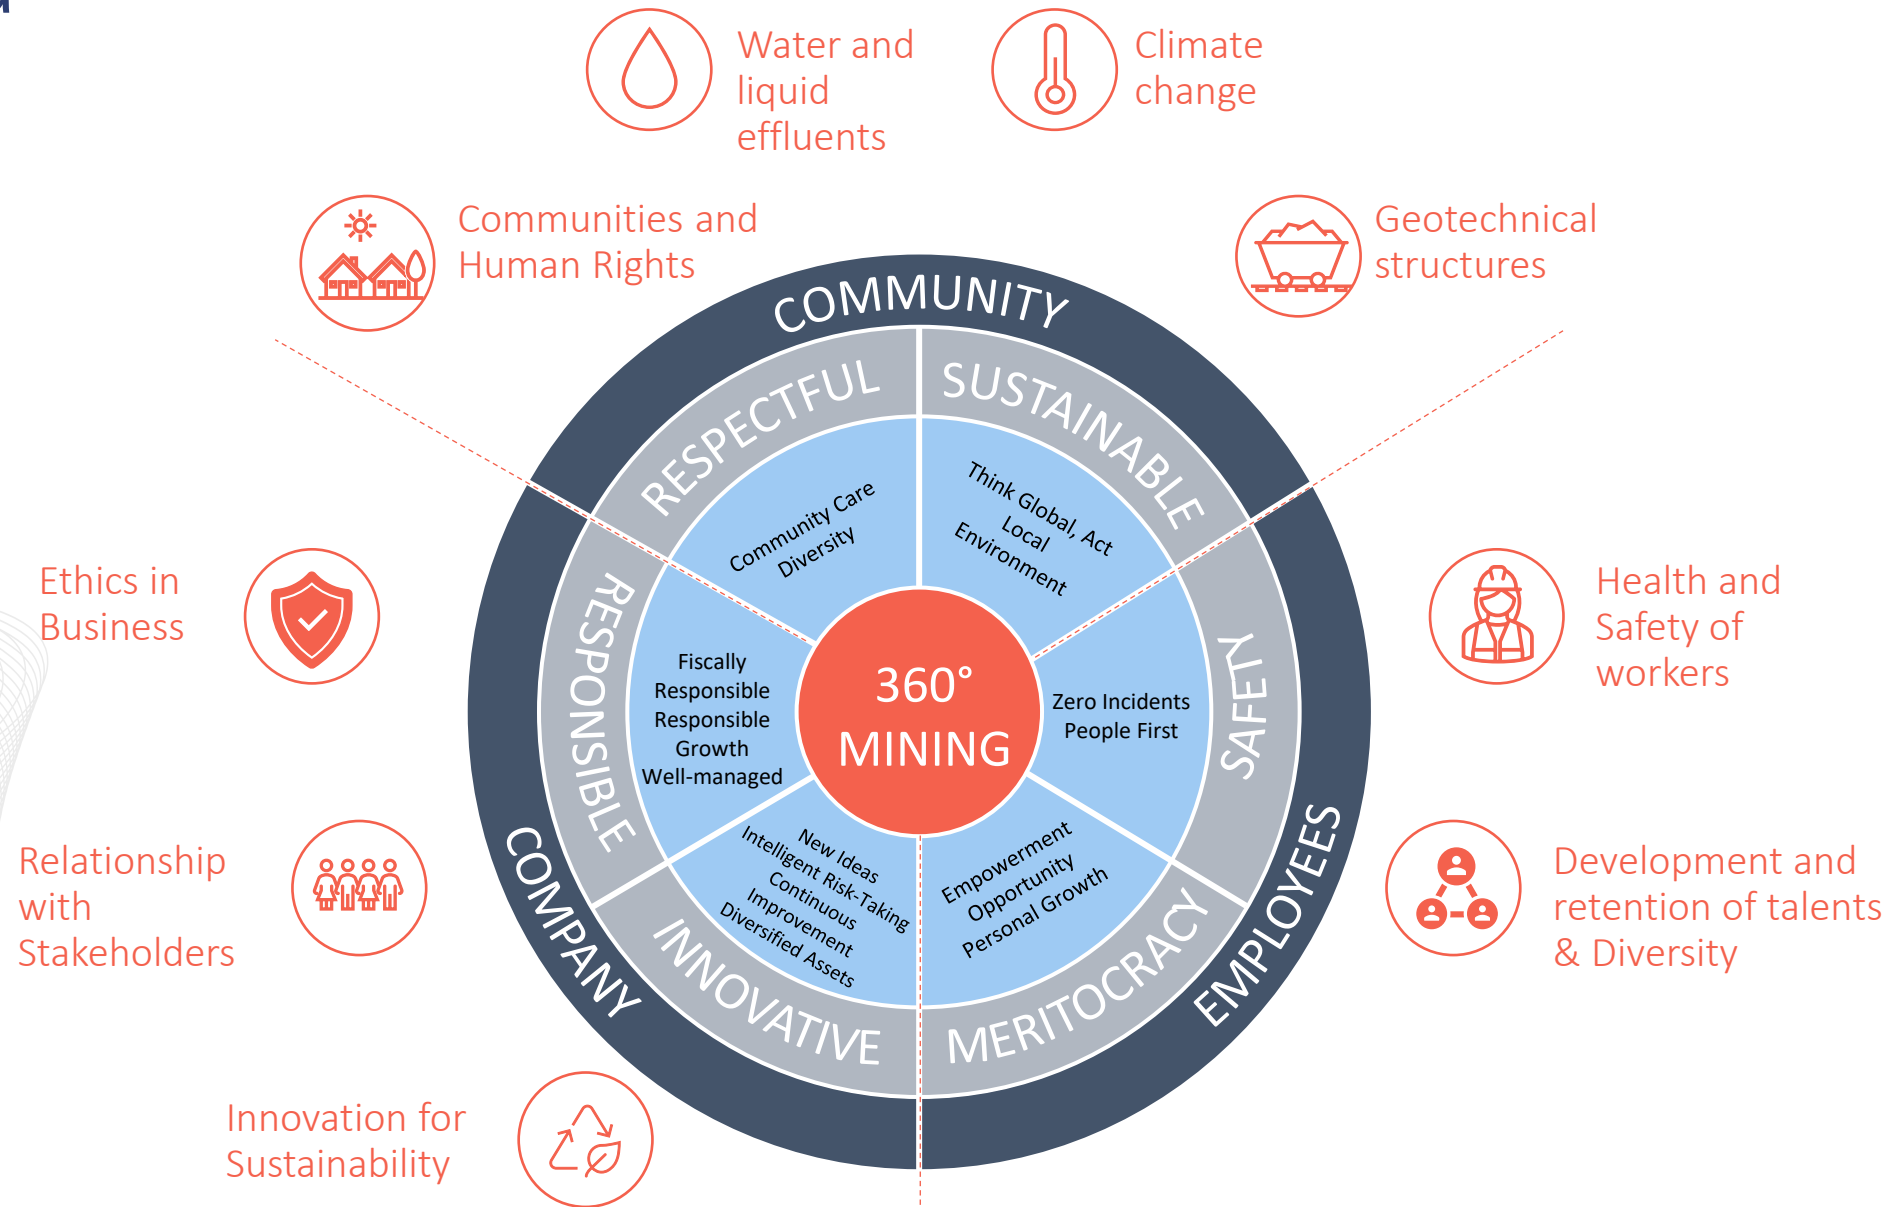 Water and
liquid
effluents
Climate
change
Communities and
Human Rights
Geotechnical
structures
COMMUNITY
RESPECTFUL
SUSTAINABLE
Community Care
Diversity
Think Global, Act
Local
Environment
Ethics in
Business
RESPONSIBLE
Fiscally
Responsible
Responsible
Growth
Well-managed
360°
MINING
Zero Incidents
People First
SAFETY
Health and
Safety of
workers
Relationship
with
Stakeholders
COMPANY
New Ideas
Intelligent Risk-Taking
Continuous
Improvement
Diversified Assets
Empowerment
Opportunity
Personal Growth
EMPLOYEES
Development and
retention of talents
& Diversity
INNOVATIVE
MERITOCRACY
Innovation for
Sustainability